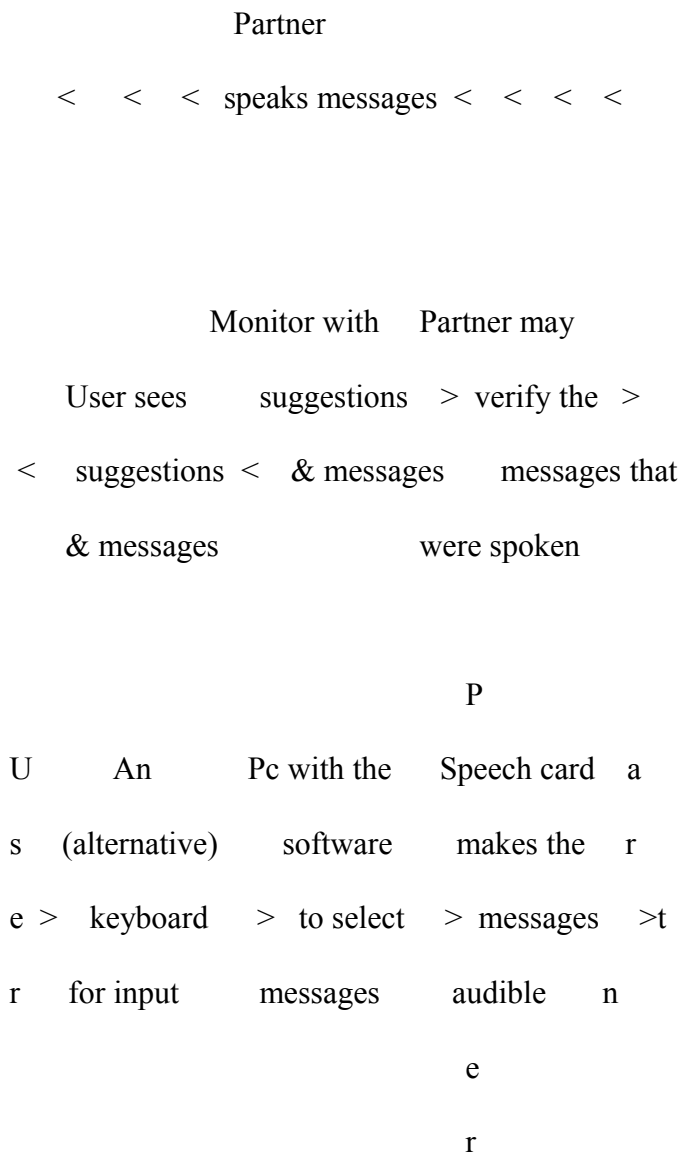 Partner
< < < speaks messages < < < <
Monitor with Partner may
User sees suggestions > verify the >
< suggestions < & messages messages that
& messages were spoken
P
U An Pc with the Speech card a
s (alternative) software makes the r
e > keyboard > to select > messages >t
r for input messages audible n
e
r